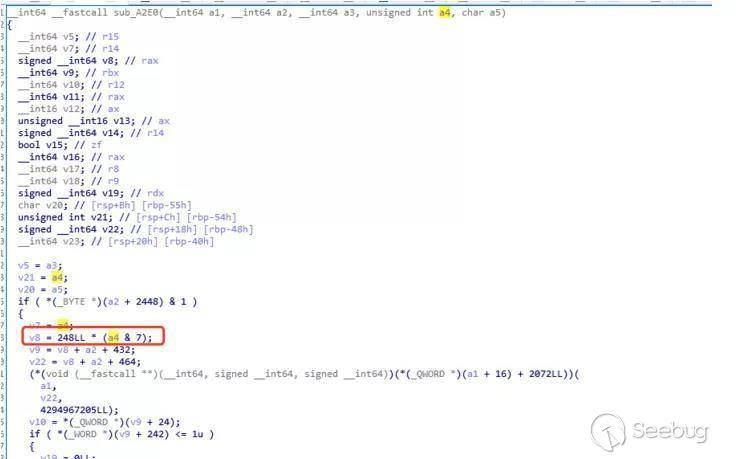 __int64 __fastcall sub_A2E0(__int64 a1, __int64 a2, __int64 a3, unsigned int a4, char a5)
{
__int64 v5; // r15
__int64 v7; // r14
signed __int64 v8; // rax
__int64 v9; // rbx
__int64 v10; // r12
__int64 v11; // rax
__int16 v12; // ax
unsigned __int16 v13; // ax
signed __int64 v14; // r14
bool v15; // zf
__int64 v16; // rax
__int64 v17; // r8
__int64 v18; // r9
signed __int64 v19; // rdx
char v20; // [rsp+Bh] [rbp-55h]
unsigned int v21; // [rsp+Ch] [rbp-54h]
signed __int64 v22; // [rsp+18h] [rbp-48h]
__int64 v23; // [rsp+20h] [rbp-40h]
v5 = a3;
v21 = a4;
v20 = a5;
if ( *(_BYTE *)(a2 + 2448) & 1 )
{
v7 = a4;
v8 = 248LL * (a4 & 7);
v9 = v8 + a2 + 432;
v22 = v8 + a2 + 464;
(*(void (__fastcall **)(__int64, signed __int64, signed __int64))(*(_QWORD *)(a1 + 16) + 2072LL))(
a1,
v22,
4294967205LL);
v10 = *(_QWORD *)(v9 + 24);
if ( *(_WORD *)(v9 + 242) <= 1u )
{
v19 = 0LL;
Seebug